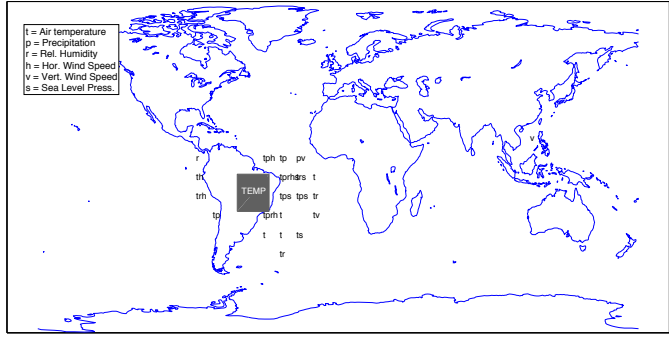 t = Air temperature
p = Precipitation
r = Rel. Humidity
h = Hor. Wind Speed
v = Vert. Wind Speed
s = Sea Level Press.
v
r tph tp pv
th trs t
TEMP
trh tps tps tr
tp tprh t tv
t t ts
tr